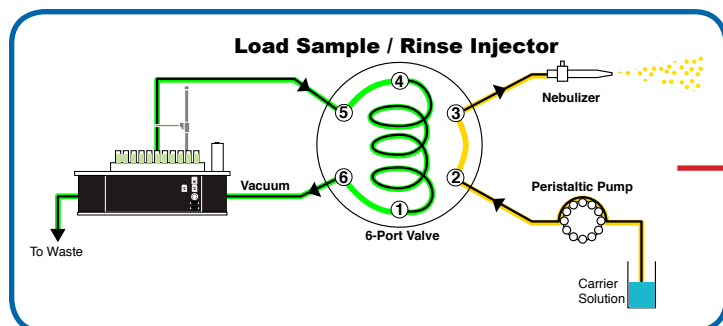 Load Sample / Rinse Injector
4
5
3
Nebulizer
6
2
Vacuum
Peristaltic Pump
1
6-Port Valve
To Waste
Carrier
Solution